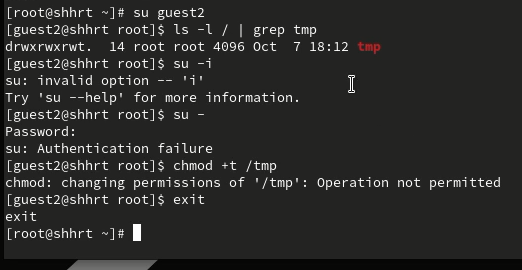 [root@shhrt ~]# su guest2
[guest2@shhrt root]$ ls -l / | grep tmp
drwxrwxrwt.  14 root root 4096 Oct  7 18:12 tmp
[guest2@shhrt root]$ su -i
su: invalid option -- 'i'
Try 'su --help' for more information.
[guest2@shhrt root]$ su -
Password:
su: Authentication failure
[guest2@shhrt root]$ chmod +t /tmp
chmod: changing permissions of '/tmp': Operation not permitted
[guest2@shhrt root]$ exit
exit
[root@shhrt ~]#